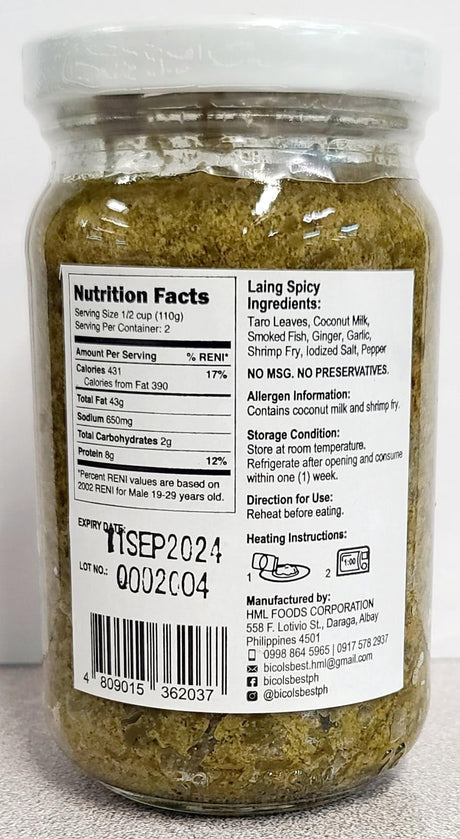 Nutrition Facts
Serving Size 1/2 cup (110g)
Serving Per Container: 2
Amount Per Serving % RENI*
Calories 431 17%
Calories from Fat 390
Total Fat 43g
Sodium 650mg
Total Carbohydrates 2g
Protein 8g 12%
*Percent RENI values are based on
2002 RENI for Male 19-29 years old.
EXPIRY DATE:
11SEP2024
LOT NO.:
0002004
4 809015 362037
Laing Spicy
Ingredients:
Taro Leaves, Coconut Milk,
Smoked Fish, Ginger, Garlic,
Shrimp Fry, Iodized Salt, Pepper
NO MSG. NO PRESERVATIVES.
Allergen Information:
Contains coconut milk and shrimp fry.
Storage Condition:
Store at room temperature.
Refrigerate after opening and consume
within one (1) week.
Direction for Use:
Reheat before eating.
Heating Instructions:
1 2 1:00
Manufactured by:
HML FOODS CORPORATION
558 F. Lotivio St., Daraga, Albay
Philippines 4501
0998 864 5965 | 0917 578 2937
bicolsbest.hml@gmail.com
bicolsbestph
@bicolsbestph